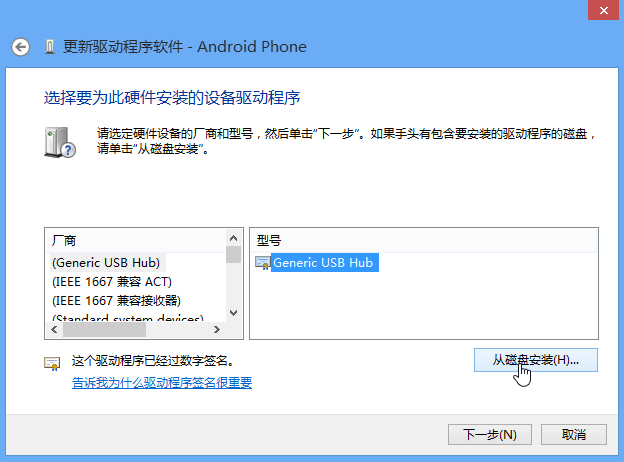 更新驱动程序软件 - Android Phone
选择要为此硬件安装的设备驱动程序
请选定硬件设备的厂商和型号，然后单击“下一步”。如果手头有包含要安装的驱动程序的磁盘，
请单击“从磁盘安装”。
厂商
(Generic USB Hub)
(IEEE 1667 兼容 ACT)
(IEEE 1667 兼容接收器)
(Standard system devices)
型号
Generic USB Hub
这个驱动程序已经过数字签名。
告诉我为什么驱动程序签名很重要
从磁盘安装(H)...
下一步(N)
取消